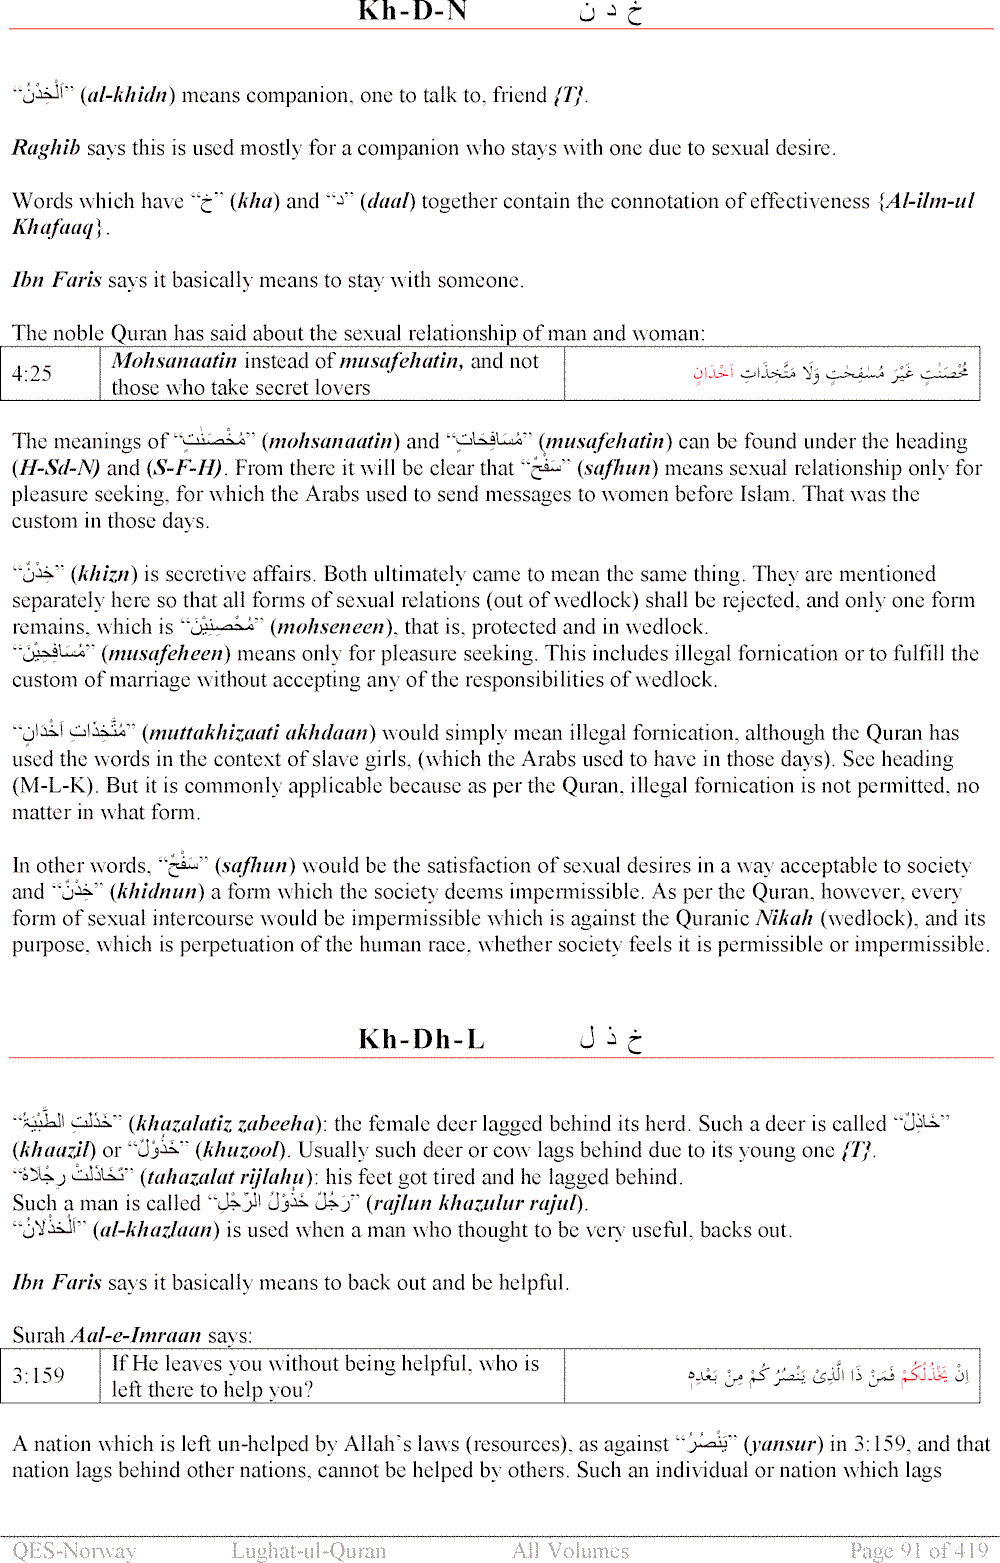 Kh-D-N خ د ن
“اَلْخِدْنُ” (al-khidn) means companion, one to talk to, friend {T}.
Raghib says this is used mostly for a companion who stays with one due to sexual desire.
Words which have “خ” (kha) and “د” (daal) together contain the connotation of effectiveness {Al-ilm-ul
Khafaaq}.
Ibn Faris says it basically means to stay with someone.
The noble Quran has said about the sexual relationship of man and woman:
4:25 Mohsanaatin instead of musafehatin, and not
those who take secret lovers
مُحْصَنٰتٍ غَيْرَ مُسٰفِحٰتٍ وَلَا مُتَّخِذَاتِ اَخْدَانٍ
The meanings of “مُحْصَنٰتٍ” (mohsanaatin) and “مُسَافِحَاتٍ” (musafehatin) can be found under the heading
(H-Sd-N) and (S-F-H). From there it will be clear that “سَفْحٌ” (safhun) means sexual relationship only for
pleasure seeking, for which the Arabs used to send messages to women before Islam. That was the
custom in those days.
“خِدْنٌ” (khizn) is secretive affairs. Both ultimately came to mean the same thing. They are mentioned
separately here so that all forms of sexual relations (out of wedlock) shall be rejected, and only one form
remains, which is “مُحْصِنِيْنَ” (mohseneen), that is, protected and in wedlock.
“مُسَافِحِيْنَ” (musafeheen) means only for pleasure seeking. This includes illegal fornication or to fulfill the
custom of marriage without accepting any of the responsibilities of wedlock.
“مُتَّخِذَاتِ اَخْدَانٍ” (muttakhizaati akhdaan) would simply mean illegal fornication, although the Quran has
used the words in the context of slave girls, (which the Arabs used to have in those days). See heading
(M-L-K). But it is commonly applicable because as per the Quran, illegal fornication is not permitted, no
matter in what form.
In other words, “سَفْحٌ” (safhun) would be the satisfaction of sexual desires in a way acceptable to society
and “خِدْنٌ” (khidnun) a form which the society deems impermissible. As per the Quran, however, every
form of sexual intercourse would be impermissible which is against the Quranic Nikah (wedlock), and its
purpose, which is perpetuation of the human race, whether society feels it is permissible or impermissible.
Kh-Dh-L خ ذ ل
“خَذَلَتِ الظَّبْيَۃُ” (khazalatiz zabeeha): the female deer lagged behind its herd. Such a deer is called “خَاذِلٌ”
(khaazil) or “خَذُوْلٌ” (khuzool). Usually such deer or cow lags behind due to its young one {T}.
“تَخَاذَلَتْ رِجْلَاہُ” (tahazalat rijlahu): his feet got tired and he lagged behind.
Such a man is called “رَجُلٌ خَذُوْلُ الرِّجْلِ” (rajlun khazulur rajul).
“اَلْخَذْلَانُ” (al-khazlaan) is used when a man who thought to be very useful, backs out.
Ibn Faris says it basically means to back out and be helpful.
Surah Aal-e-Imraan says:
3:159 If He leaves you without being helpful, who is
left there to help you?
اِنْ يَخْذُلْكُمْ فَمَنْ ذَا الَّذِیْ يَنْصُرُ كُمْ مِنْ بَعْدِہٖ
A nation which is left un-helped by Allah’s laws (resources), as against “يَنْصُرُ” (yansur) in 3:159, and that
nation lags behind other nations, cannot be helped by others. Such an individual or nation which lags
QES-Norway Lughat-ul-Quran All Volumes Page 91 of 419